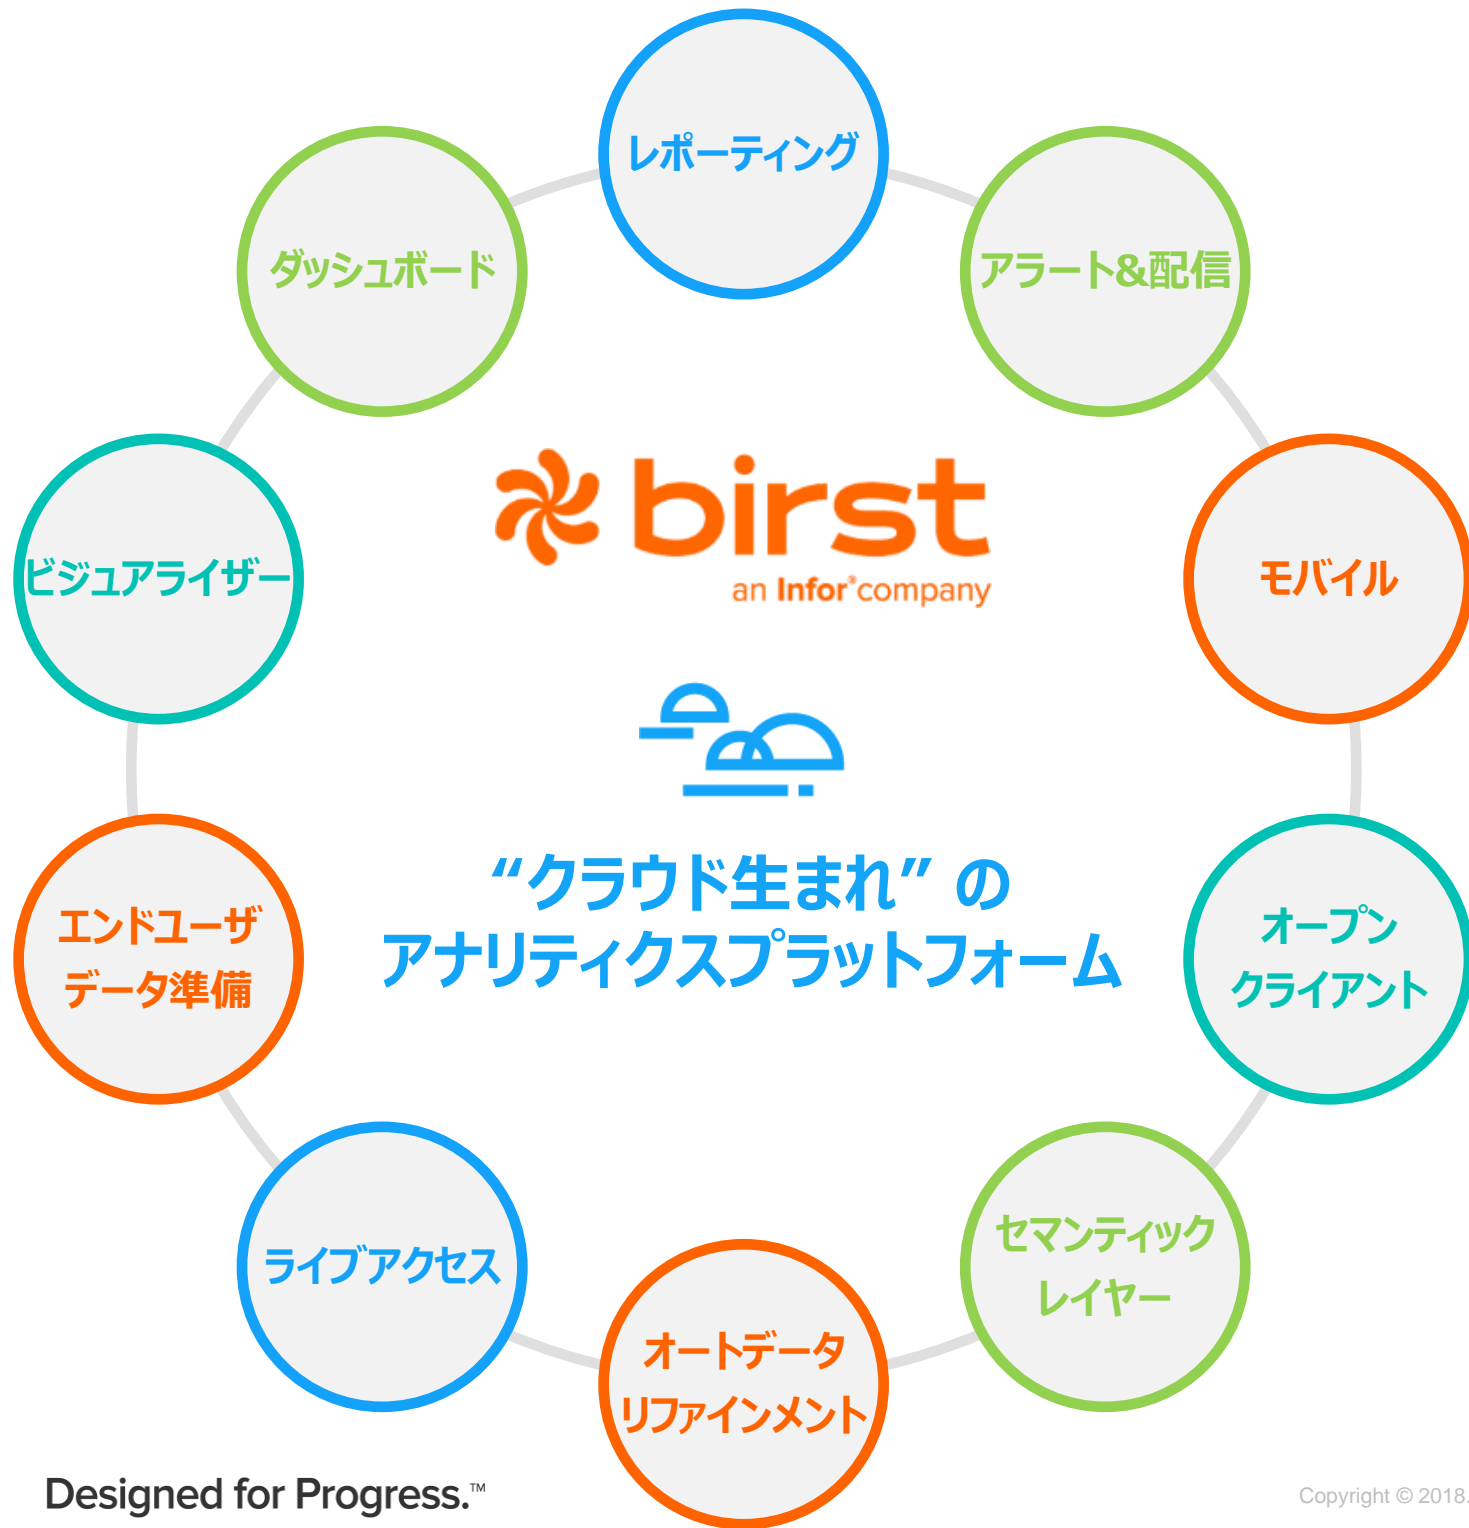 レポーティング
ダッシュボード
アラート&配信
birst
an Infor® company
ビジュアライザー
モバイル
“クラウド生まれ” の
アナリティクスプラットフォーム
エンドユーザ
データ準備
オープン
クライアント
ライブアクセス
セマンティック
レイヤー
オートデータ
リファインメント
Designed for Progress.™
Copyright © 2018.